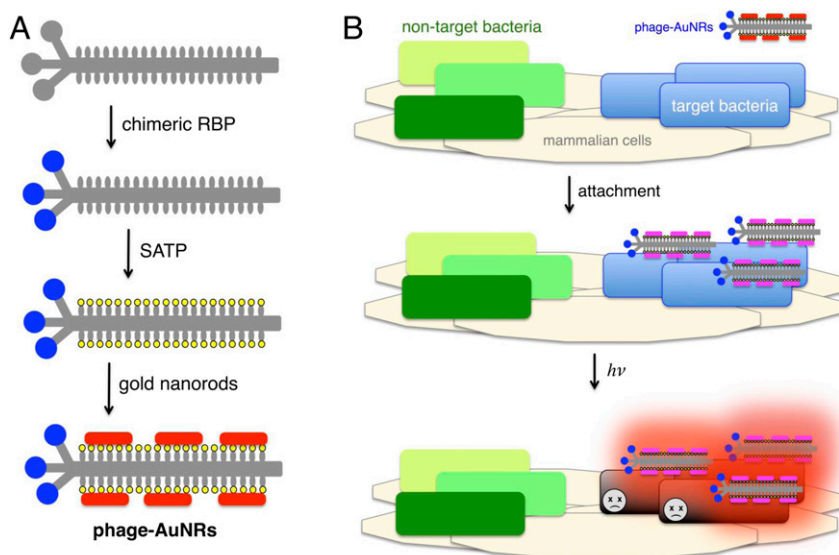 A
chimeric RBP
SATP
gold nanorods
phage-AuNRs
B
non-target bacteria
phage-AuNRs
target bacteria
mammalian cells
attachment
hν
x x
x x